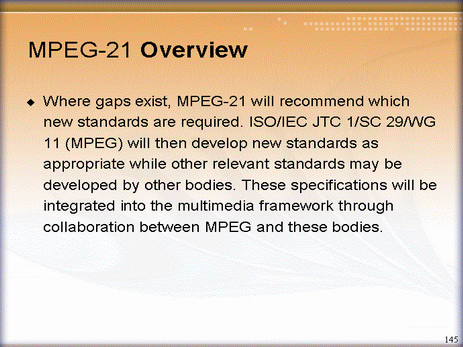 MPEG-21 Overview
◆ Where gaps exist, MPEG-21 will recommend which
new standards are required. ISO/IEC JTC 1/SC 29/WG
11 (MPEG) will then develop new standards as
appropriate while other relevant standards may be
developed by other bodies. These specifications will be
integrated into the multimedia framework through
collaboration between MPEG and these bodies.
145